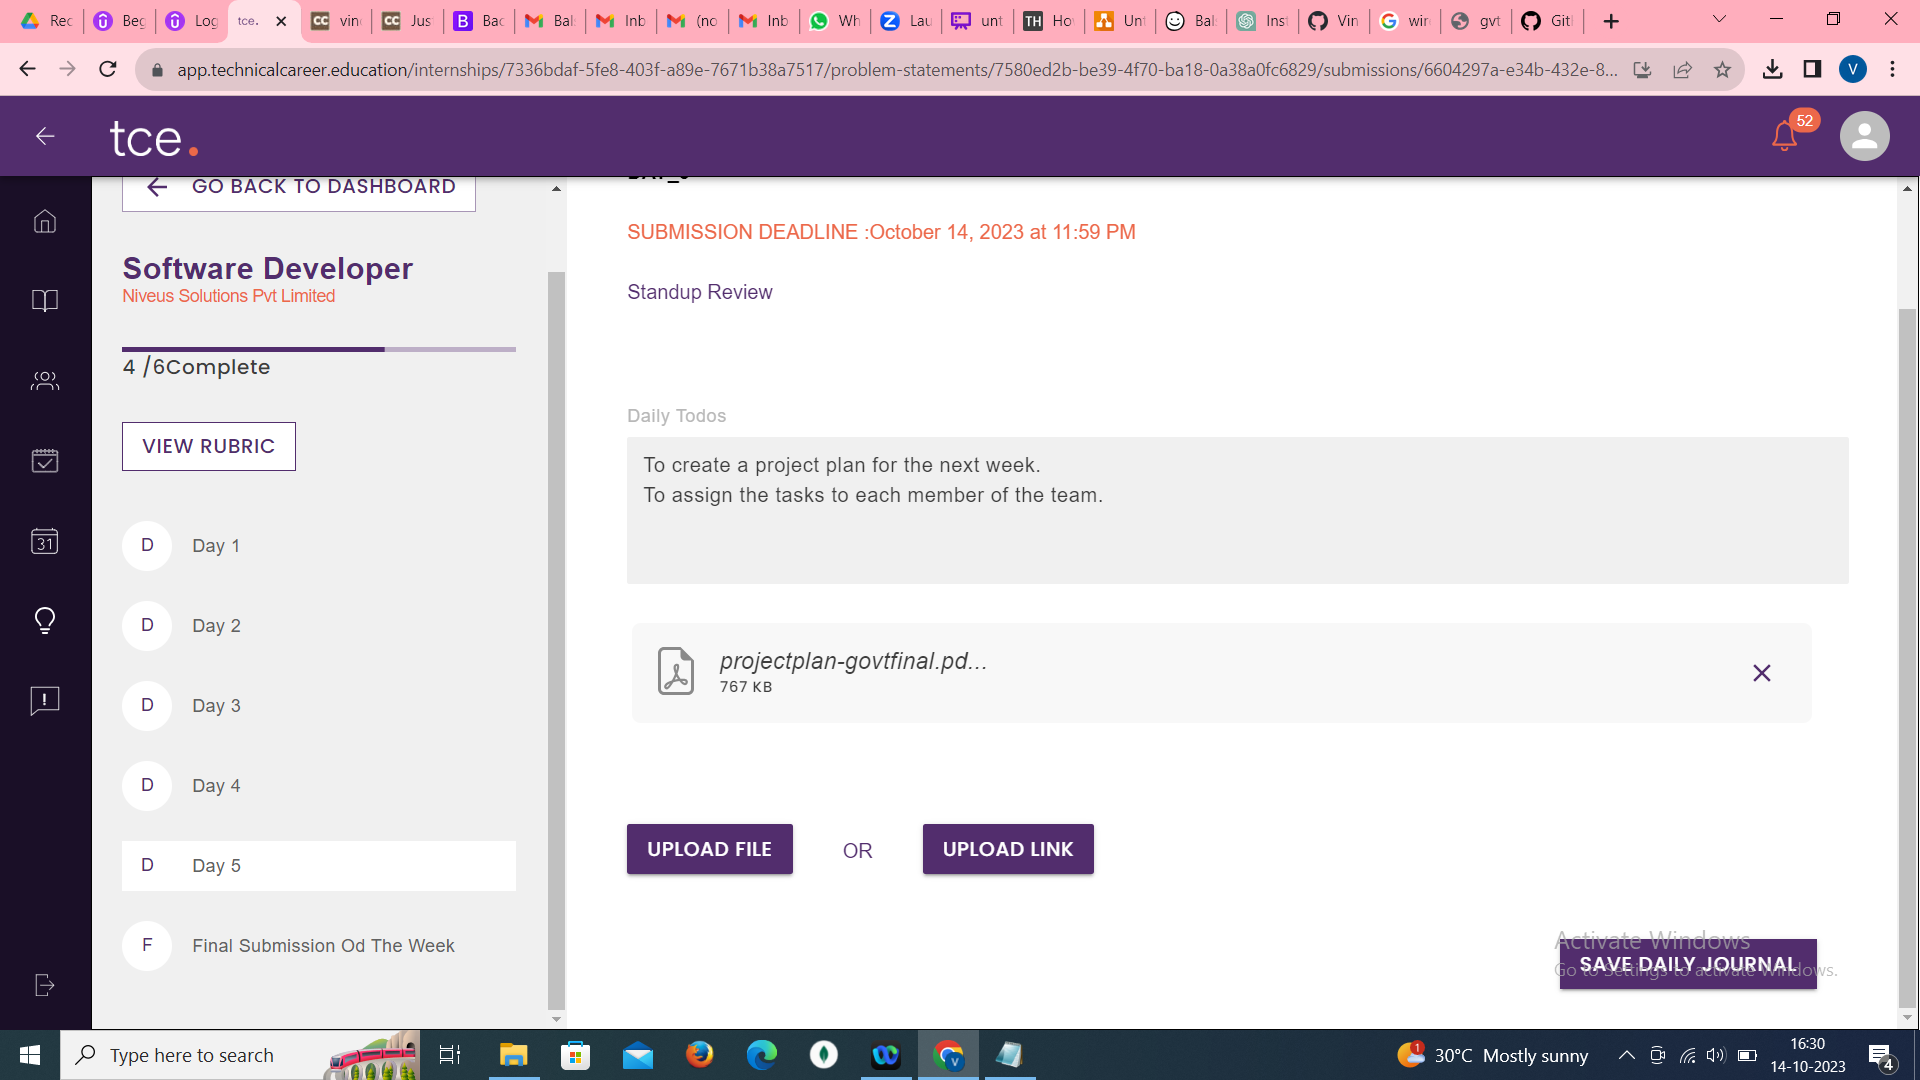 Rec
Beg
Log
tce.
vin
Jus
Bac
Bal
Inb
(no
Inb
Wh
Lau
unt
Ho
Un
Bal
Inst
Vin
wir
gvt
Git
app.technicalcareer.education/internships/7336bdaf-5fe8-403f-a89e-7671b38a7517/problem-statements/7580ed2b-be39-4f70-ba18-0a38a0fc6829/submissions/6604297a-e34b-432e-8...
V
tce.
52
GO BACK TO DASHBOARD
Software Developer
Niveus Solutions Pvt Limited
4 /6Complete
VIEW RUBRIC
D Day 1
D Day 2
D Day 3
D Day 4
D Day 5
F Final Submission Od The Week
31
SUBMISSION DEADLINE :October 14, 2023 at 11:59 PM
Standup Review
Daily Todos
To create a project plan for the next week.
To assign the tasks to each member of the team.
projectplan-govtfinal.pd...
767 KB
UPLOAD FILE
OR
UPLOAD LINK
SAVE DAILY JOURNAL
Activate Windows
Go to Settings to activate Windows.
Type here to search
1
30°C Mostly sunny
16:30
14-10-2023
4